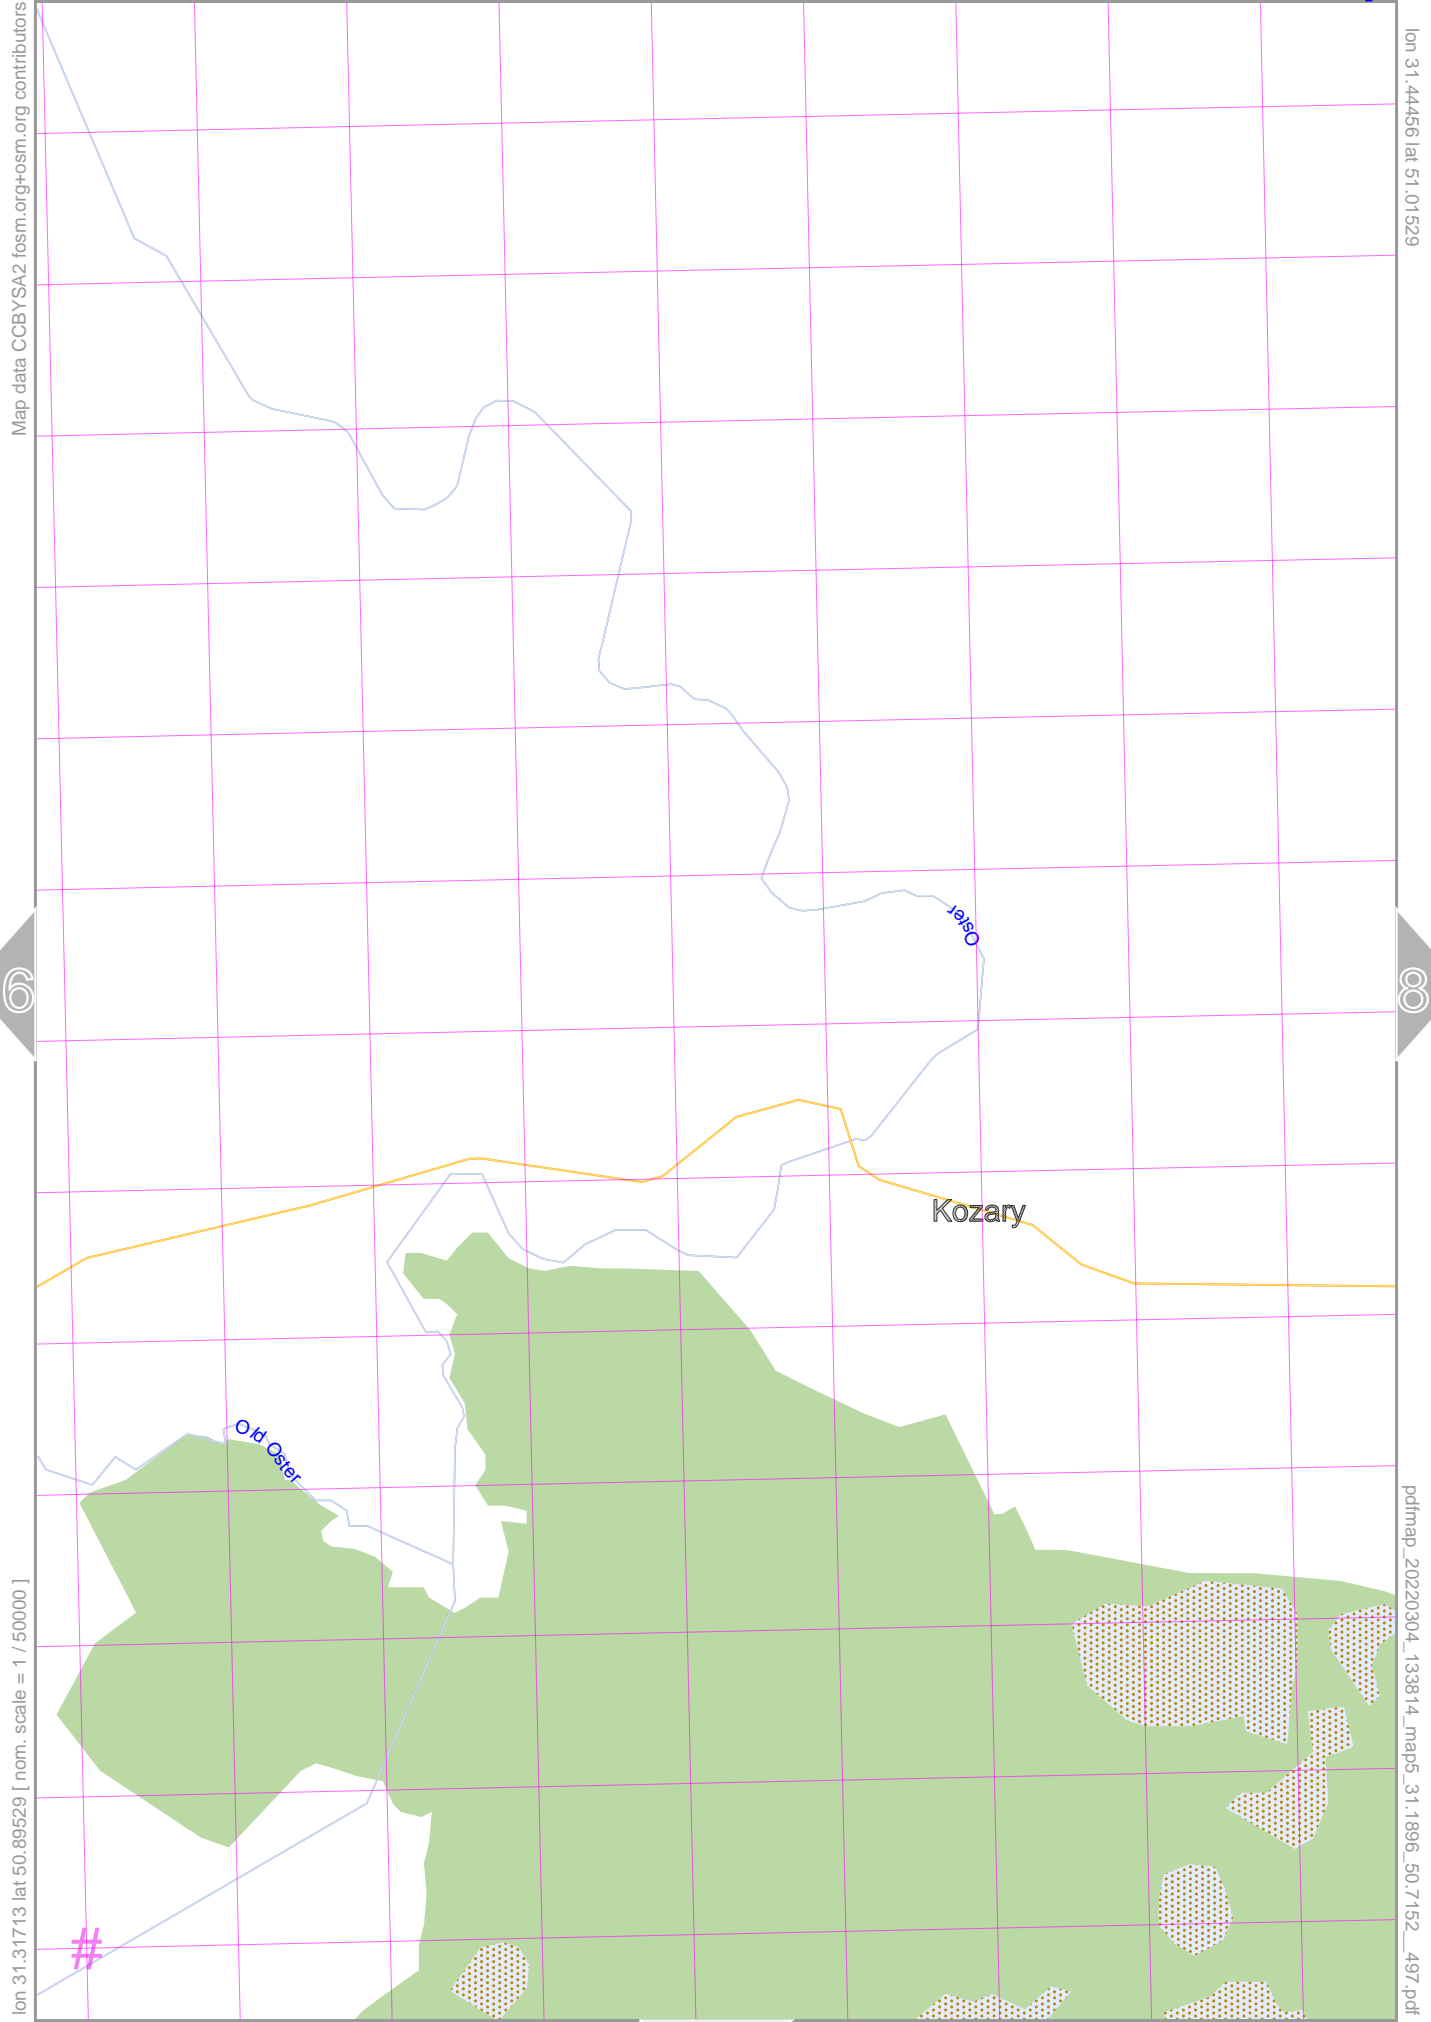 Map data CCBYSA2 fosm.org+osm.org contributors
lon 31.44456 lat 51.01529
Oster
6
8
Kozary
Old Oster
#
lon 31.31713 lat 50.89529 [ nom. scale = 1 / 50000 ]
pdfmap_20220304_133814_map5_31.1896_50.7152__497.pdf